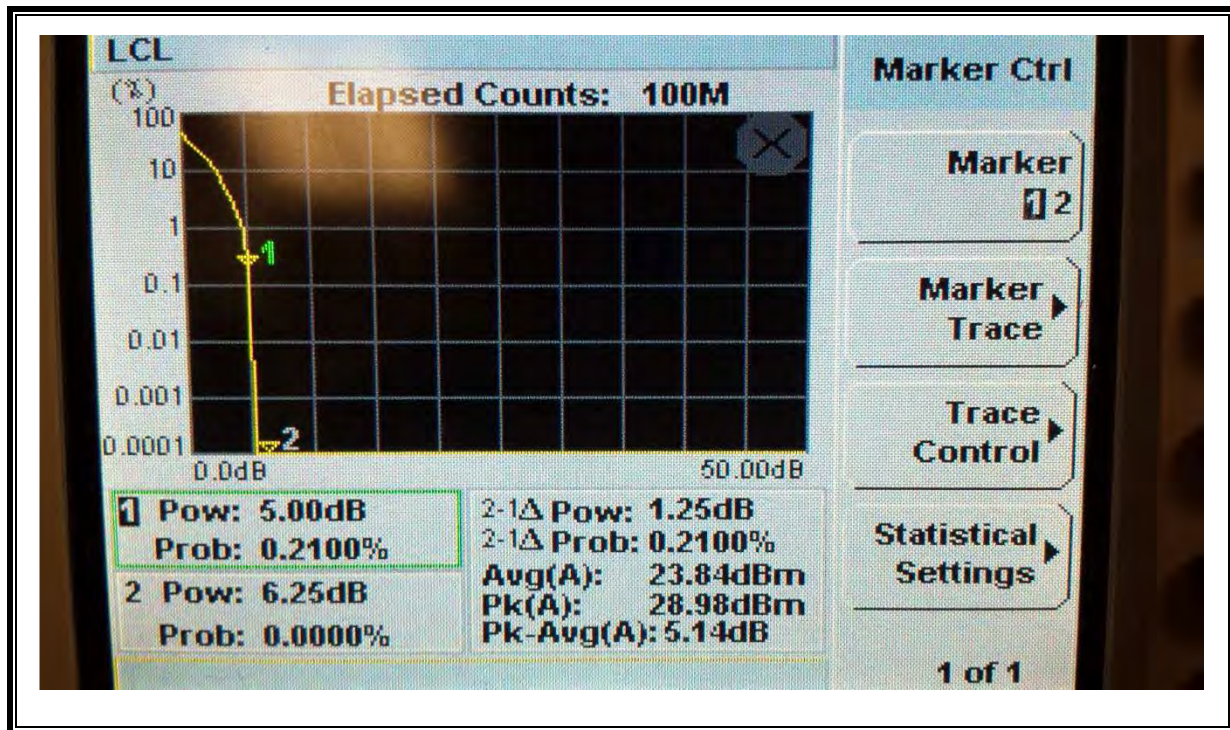 LCL
(%)
Elapsed Counts: 100M
100
10
1
0.1
0.01
0.001
0.0001
1
2
0.0dB
50.00dB
1 Pow: 5.00dB
Prob: 0.2100%
2 Pow: 6.25dB
Prob: 0.0000%
2-1Δ Pow: 1.25dB
2-1Δ Prob: 0.2100%
Avg(A): 23.84dBm
Pk(A): 28.98dBm
Pk-Avg(A): 5.14dB
Marker Ctrl
Marker
1 2
Marker
Trace
Trace
Control
Statistical
Settings
1 of 1